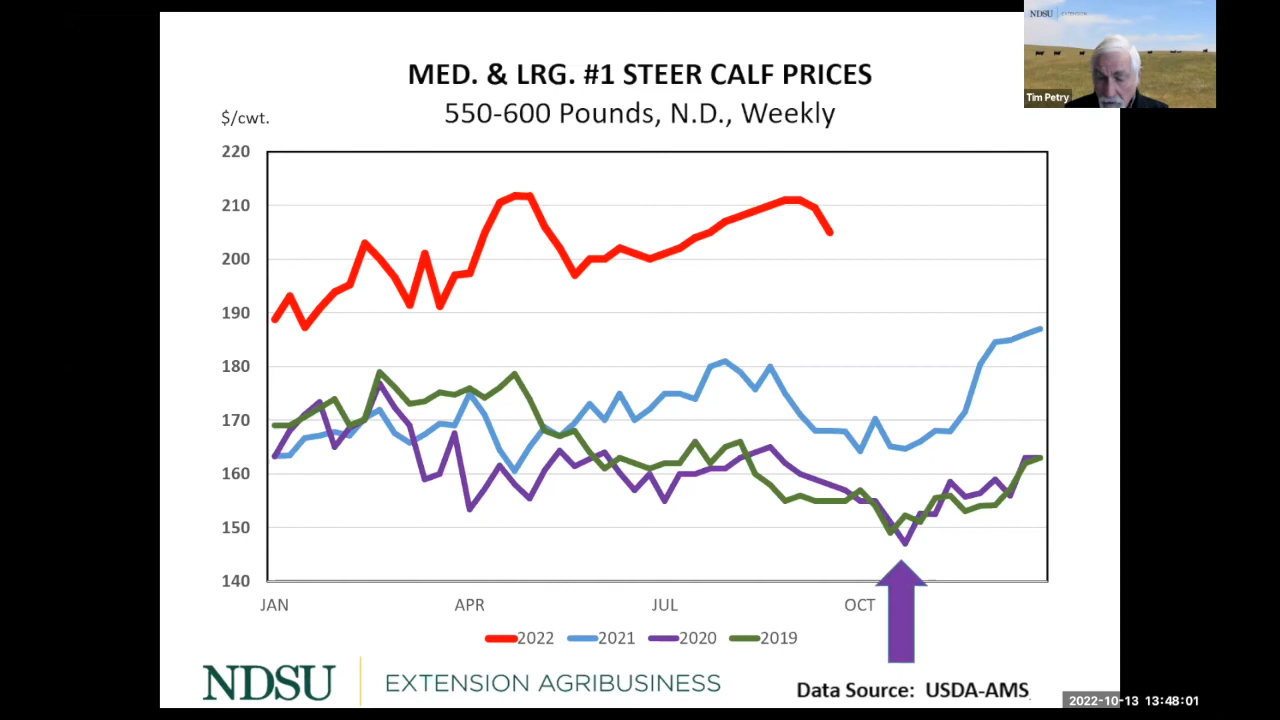 NDSU EXTENSION
Tim Petry
MED. & LRG. #1 STEER CALF PRICES
550-600 Pounds, N.D., Weekly
$/cwt.
220
210
200
190
180
170
160
150
140
JAN APR JUL OCT
2022 2021 2020 2019
NDSU EXTENSION AGRIBUSINESS
Data Source: USDA-AMS
2022-10-13 13:48:01